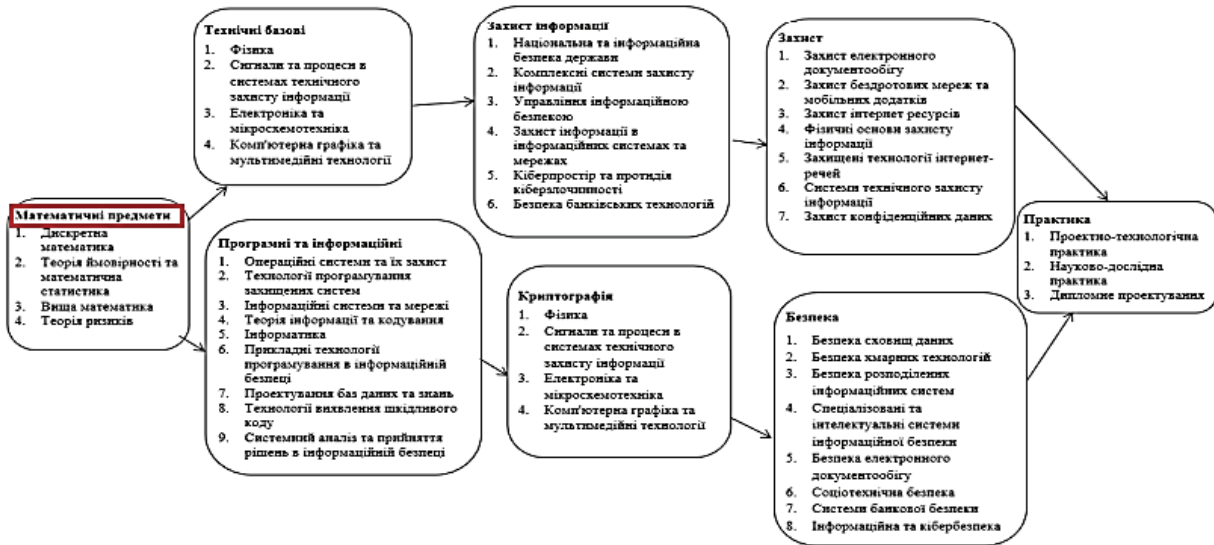 Технічні базові
1. Фізика
2. Сигнали та процеси в
системах технічного
захисту інформації
3. Електроніка та
мікросхемотехніка
4. Комп'ютерна графіка та
мультимедійні технології
Захист інформації
1. Національна та інформаційна
безпека держави
2. Комплексні системи захисту
інформації
3. Управління інформаційною
безпекою
4. Захист інформації в
інформаційних системах та
мережах
5. Кіберпростір та протидія
кіберзлочинності
6. Безпека банківських технологій
Захист
1. Захист електронного
документообігу
2. Захист бездротових мереж та
мобільних додатків
3. Захист інтернет ресурсів
4. Фізичні основи захисту
інформації
5. Захищені технології інтернет-
речей
6. Системи технічного захисту
інформації
7. Захист конфіденційних даних
Математичні предмети
1. Дискретна
математика
2. Теорія ймовірності та
математична
статистика
3. Вища математика
4. Теорія ризиків
Програмні та інформаційні
1. Операційні системи та їх захист
2. Технології програмування
захищених систем
3. Інформаційні системи та мережі
4. Теорія інформації та кодування
5. Інформатика
6. Прикладні технології
програмування в інформаційній
безпеці
7. Проектування баз даних та знань
8. Технології виявлення шкідливого
коду
9. Системний аналіз та прийняття
рішень в інформаційній безпеці
Криптографія
1. Фізика
2. Сигнали та процеси в
системах технічного
захисту інформації
3. Електроніка та
мікросхемотехніка
4. Комп'ютерна графіка та
мультимедійні технології
Безпека
1. Безпека сховищ даних
2. Безпека хмарних технологій
3. Безпека розподілених
інформаційних систем
4. Спеціалізовані та
інтелектуальні системи
інформаційної безпеки
5. Безпека електронного
документообігу
6. Соціотехнічна безпека
7. Системи банкової безпеки
8. Інформаційна та кібербезпека
Практика
1. Проектно-технологічна
практика
2. Науково-дослідна
практика
3. Дипломне проектування